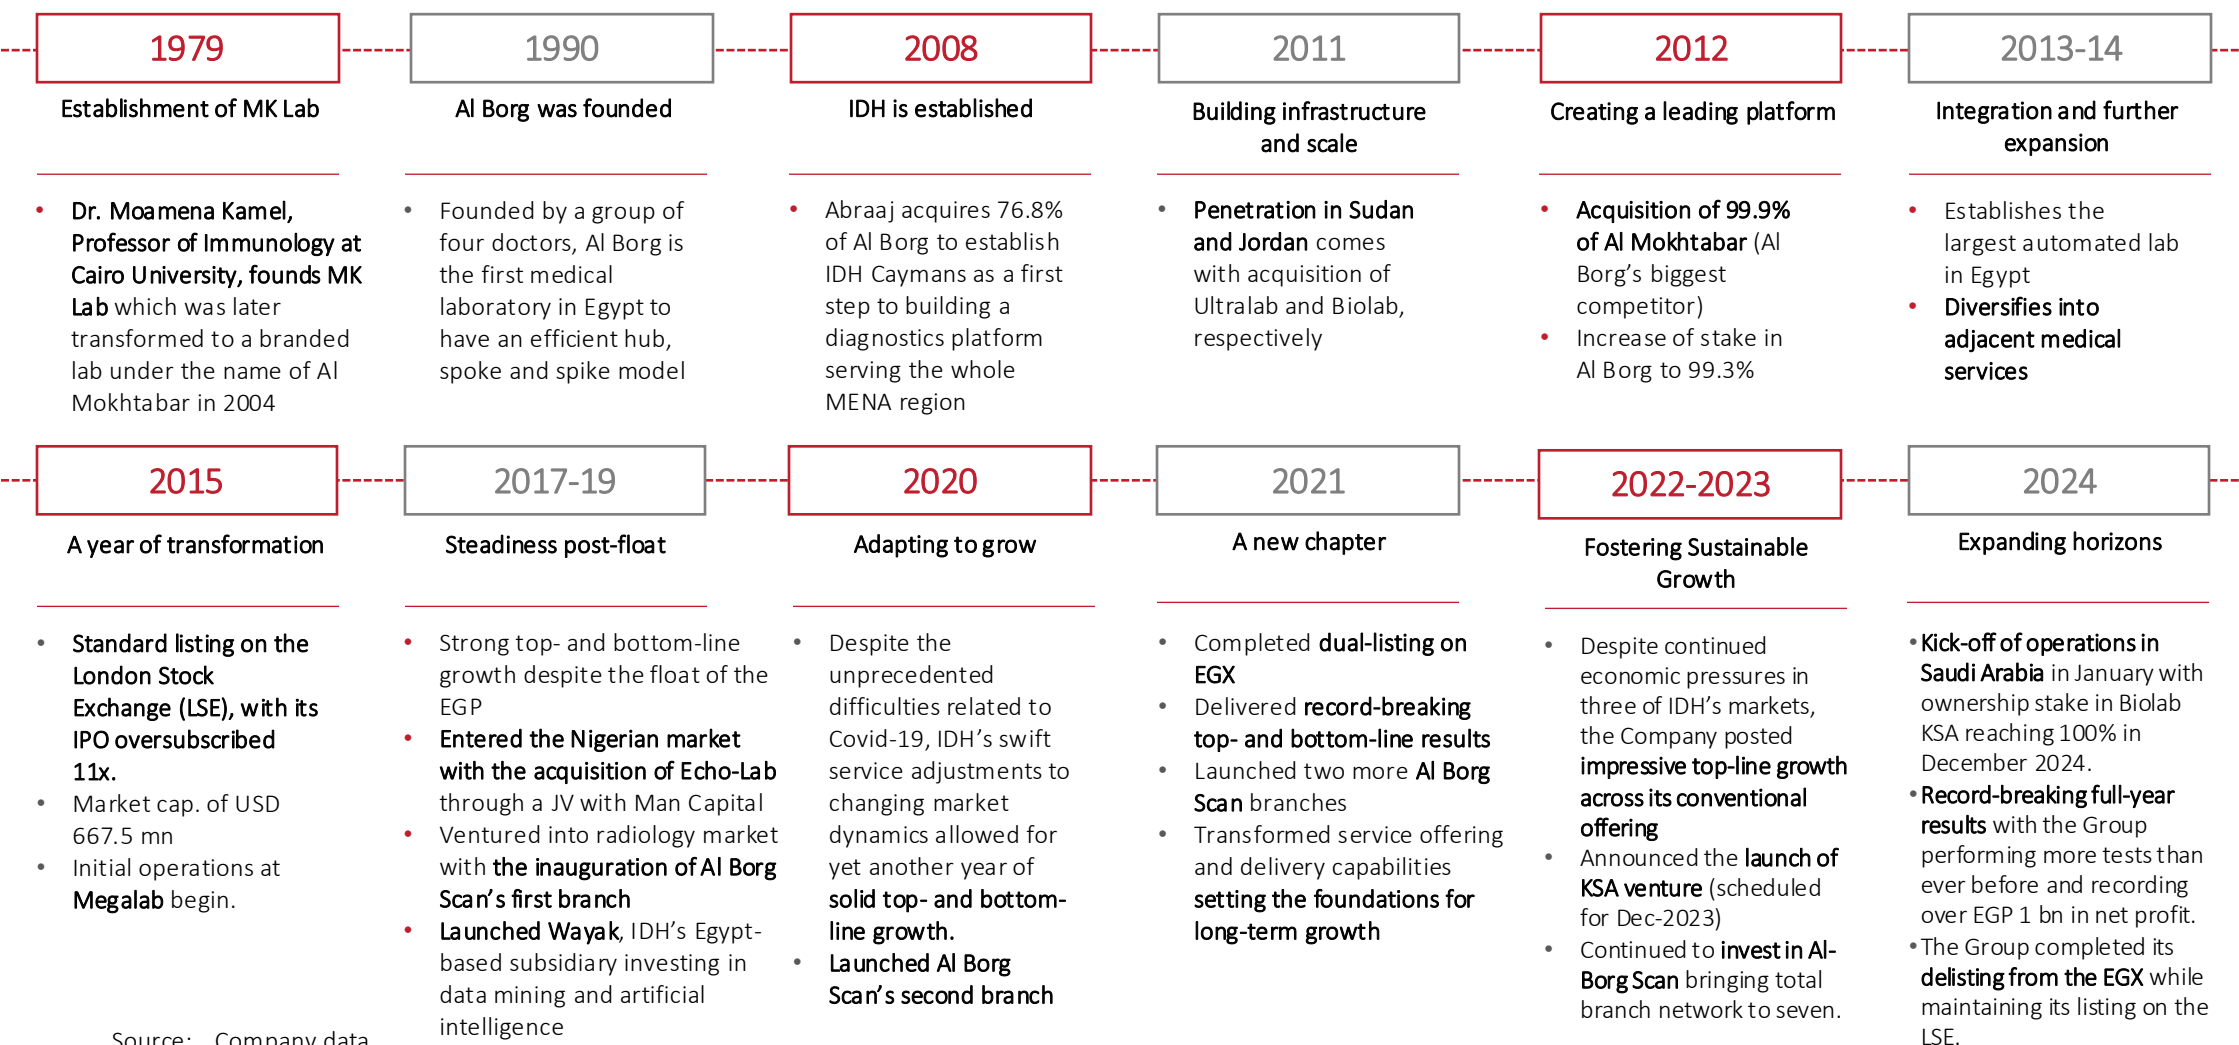 1979
Establishment of MK Lab
• Dr. Moamena Kamel,
Professor of Immunology at
Cairo University, founds MK
Lab which was later
transformed to a branded
lab under the name of Al
Mokhtabar in 2004
1990
Al Borg was founded
• Founded by a group of
four doctors, Al Borg is
the first medical
laboratory in Egypt to
have an efficient hub,
spoke and spike model
2008
IDH is established
• Abraaj acquires 76.8%
of Al Borg to establish
IDH Caymans as a first
step to building a
diagnostics platform
serving the whole
MENA region
2011
Building infrastructure
and scale
• Penetration in Sudan
and Jordan comes
with acquisition of
Ultralab and Biolab,
respectively
2012
Creating a leading platform
• Acquisition of 99.9%
of Al Mokhtabar (Al
Borg’s biggest
competitor)
• Increase of stake in
Al Borg to 99.3%
2013-14
Integration and further
expansion
• Establishes the
largest automated lab
in Egypt
• Diversifies into
adjacent medical
services
2015
A year of transformation
• Standard listing on the
London Stock
Exchange (LSE), with its
IPO oversubscribed
11x.
• Market cap. of USD
667.5 mn
• Initial operations at
Megalab begin.
2017-19
Steadiness post-float
• Strong top- and bottom-line
growth despite the float of the
EGP
• Entered the Nigerian market
with the acquisition of Echo-Lab
through a JV with Man Capital
• Ventured into radiology market
with the inauguration of Al Borg
Scan’s first branch
• Launched Wayak, IDH’s Egypt-
based subsidiary investing in
data mining and artificial
intelligence
2020
Adapting to grow
• Despite the
unprecedented
difficulties related to
Covid-19, IDH’s swift
service adjustments to
changing market
dynamics allowed for
yet another year of
solid top- and bottom-
line growth.
• Launched Al Borg
Scan’s second branch
2021
A new chapter
• Completed dual-listing on
EGX
• Delivered record-breaking
top- and bottom-line results
• Launched two more Al Borg
Scan branches
• Transformed service offering
and delivery capabilities
setting the foundations for
long-term growth
2022-2023
Fostering Sustainable
Growth
• Despite continued
economic pressures in
three of IDH’s markets,
the Company posted
impressive top-line growth
across its conventional
offering
• Announced the launch of
KSA venture (scheduled
for Dec-2023)
• Continued to invest in Al-
Borg Scan bringing total
branch network to seven.
2024
Expanding horizons
• Kick-off of operations in
Saudi Arabia in January with
ownership stake in Biolab
KSA reaching 100% in
December 2024.
• Record-breaking full-year
results with the Group
performing more tests than
ever before and recording
over EGP 1 bn in net profit.
• The Group completed its
delisting from the EGX while
maintaining its listing on the
LSE.
Source: Company data